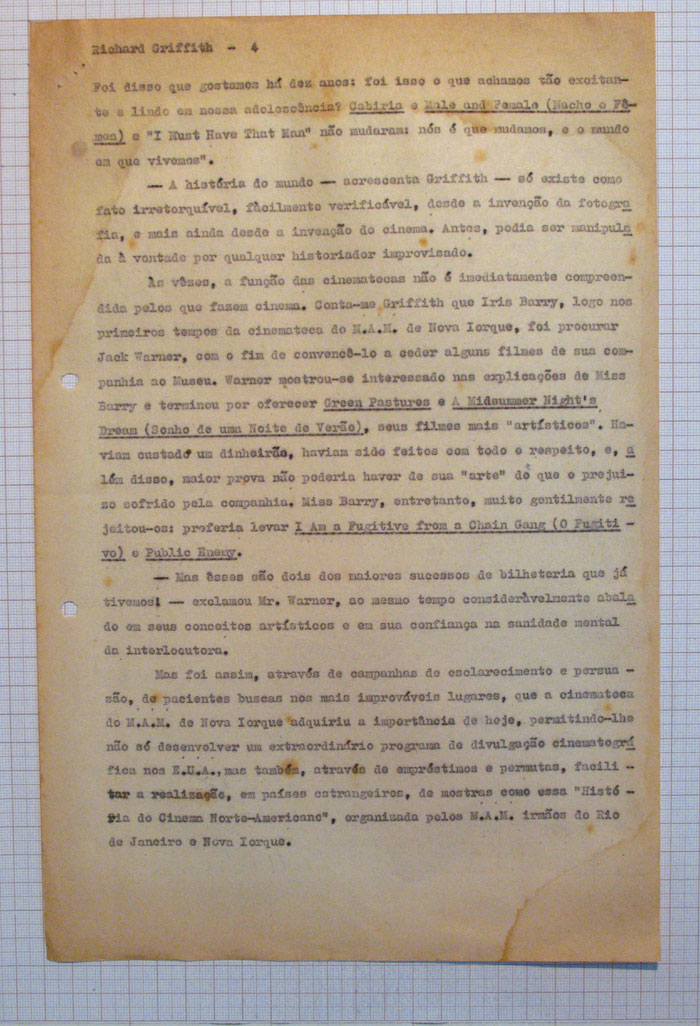 Richard Griffith - 4
Foi disso que gostamos há dez anos: foi isso o que achamos tão excitan-
te e lindo em nossa adolescência? Cabiria e Male and Female (Macho e Fê-
mea) e "I Must Have That Man" não mudaram: nós é que mudamos, e o mundo
em que vivemos".
— A história do mundo — acrescenta Griffith — só existe como
fato irretorquível, fàcilmente verificável, desde a invenção da fotogra
fia, e mais ainda desde a invenção do cinema. Antes, podia ser manipula
da à vontade por qualquer historiador improvisado.
Às vêzes, a função das cinematecas não é imediatamente compreen-
dida pelos que fazem cinema. Conta-me Griffith que Iris Barry, logo nos
primeiros tempos da cinemateca do M.A.M. de Nova Iorque, foi procurar
Jack Warner, com o fim de convencê-lo a ceder alguns filmes de sua com-
panhia ao Museu. Warner mostrou-se interessado nas explicações de Miss
Barry e terminou por oferecer Green Pastures e A Midsummer Night's
Dream (Sonho de uma Noite de Verão), seus filmes mais "artísticos". Ha-
viam custado um dinheirão, haviam sido feitos com todo o respeito, e, a
lém disso, maior prova não poderia haver de sua "arte" do que o prejui-
zo sofrido pela companhia. Miss Barry, entretanto, muito gentilmente re
jeitou-os: preferia levar I Am a Fugitive from a Chain Gang (O Fugiti -
vo) e Public Enemy.
— Mas êsses são dois dos maiores sucessos de bilheteria que já
tivemos! — exclamou Mr. Warner, ao mesmo tempo consideràvelmente abala
do em seus conceitos artísticos e em sua confiança na sanidade mental
da interlocutora.
Mas foi assim, através de campanhas de esclarecimento e persua -
são, de pacientes buscas nos mais improváveis lugares, que a cinemateca
do M.A.M. de Nova Iorque adquiriu a importância de hoje, permitindo-lhe
não só desenvolver um extraordinário programa de divulgação cinematográ
fica nos E.U.A., mas também, através de empréstimos e permutas, facili -
tar a realização, em países estrangeiros, de mostras como essa "Histó -
ria do Cinema Norte-Americano", organizada pelos M.A.M. irmãos do Rio
de Janeiro e Nova Iorque.